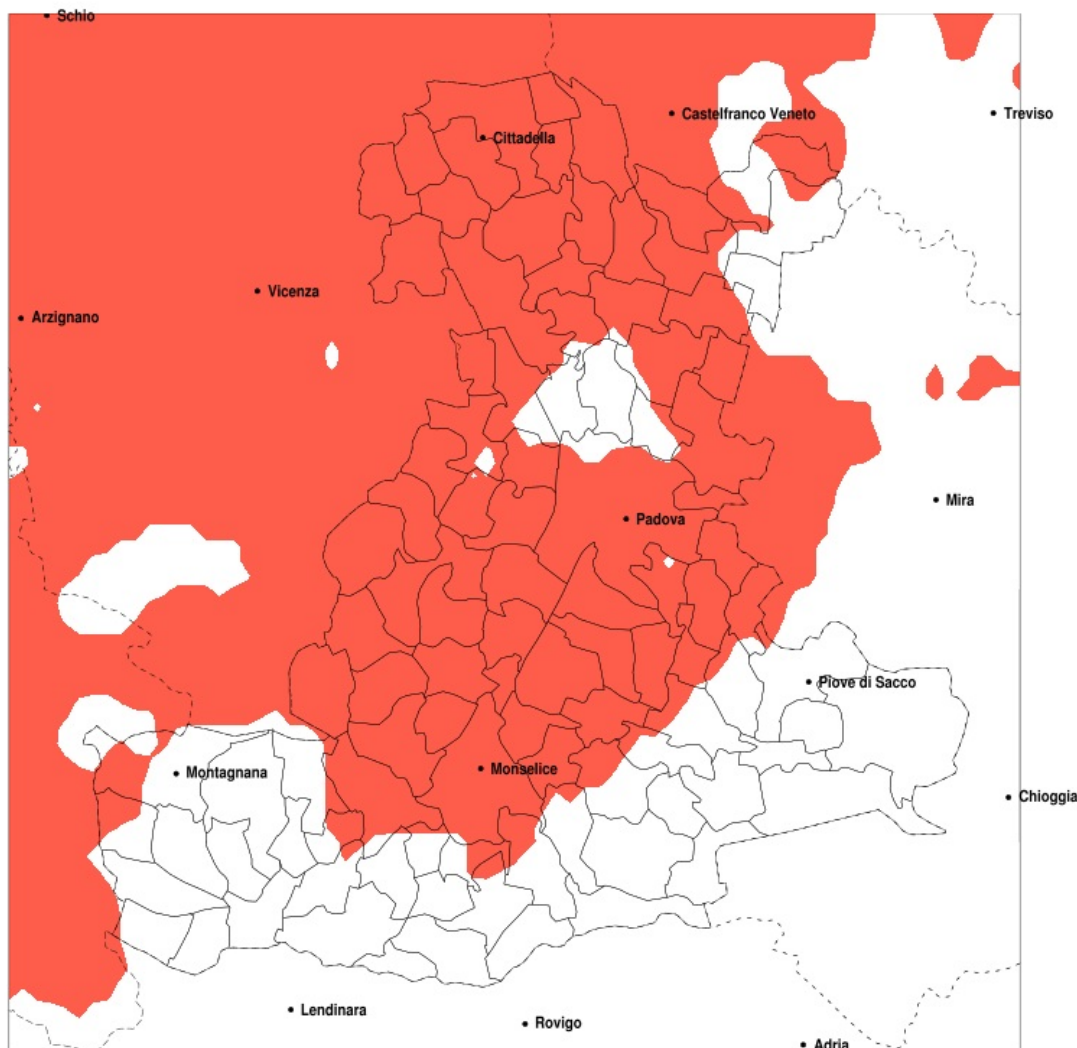 Schio
Castelfranco Veneto
Treviso
Cittadella
Vicenza
Arzignano
Mira
Padova
Piove di Sacco
Monselice
Montagnana
Chioggia
Lendinara
Rovigo
Adria